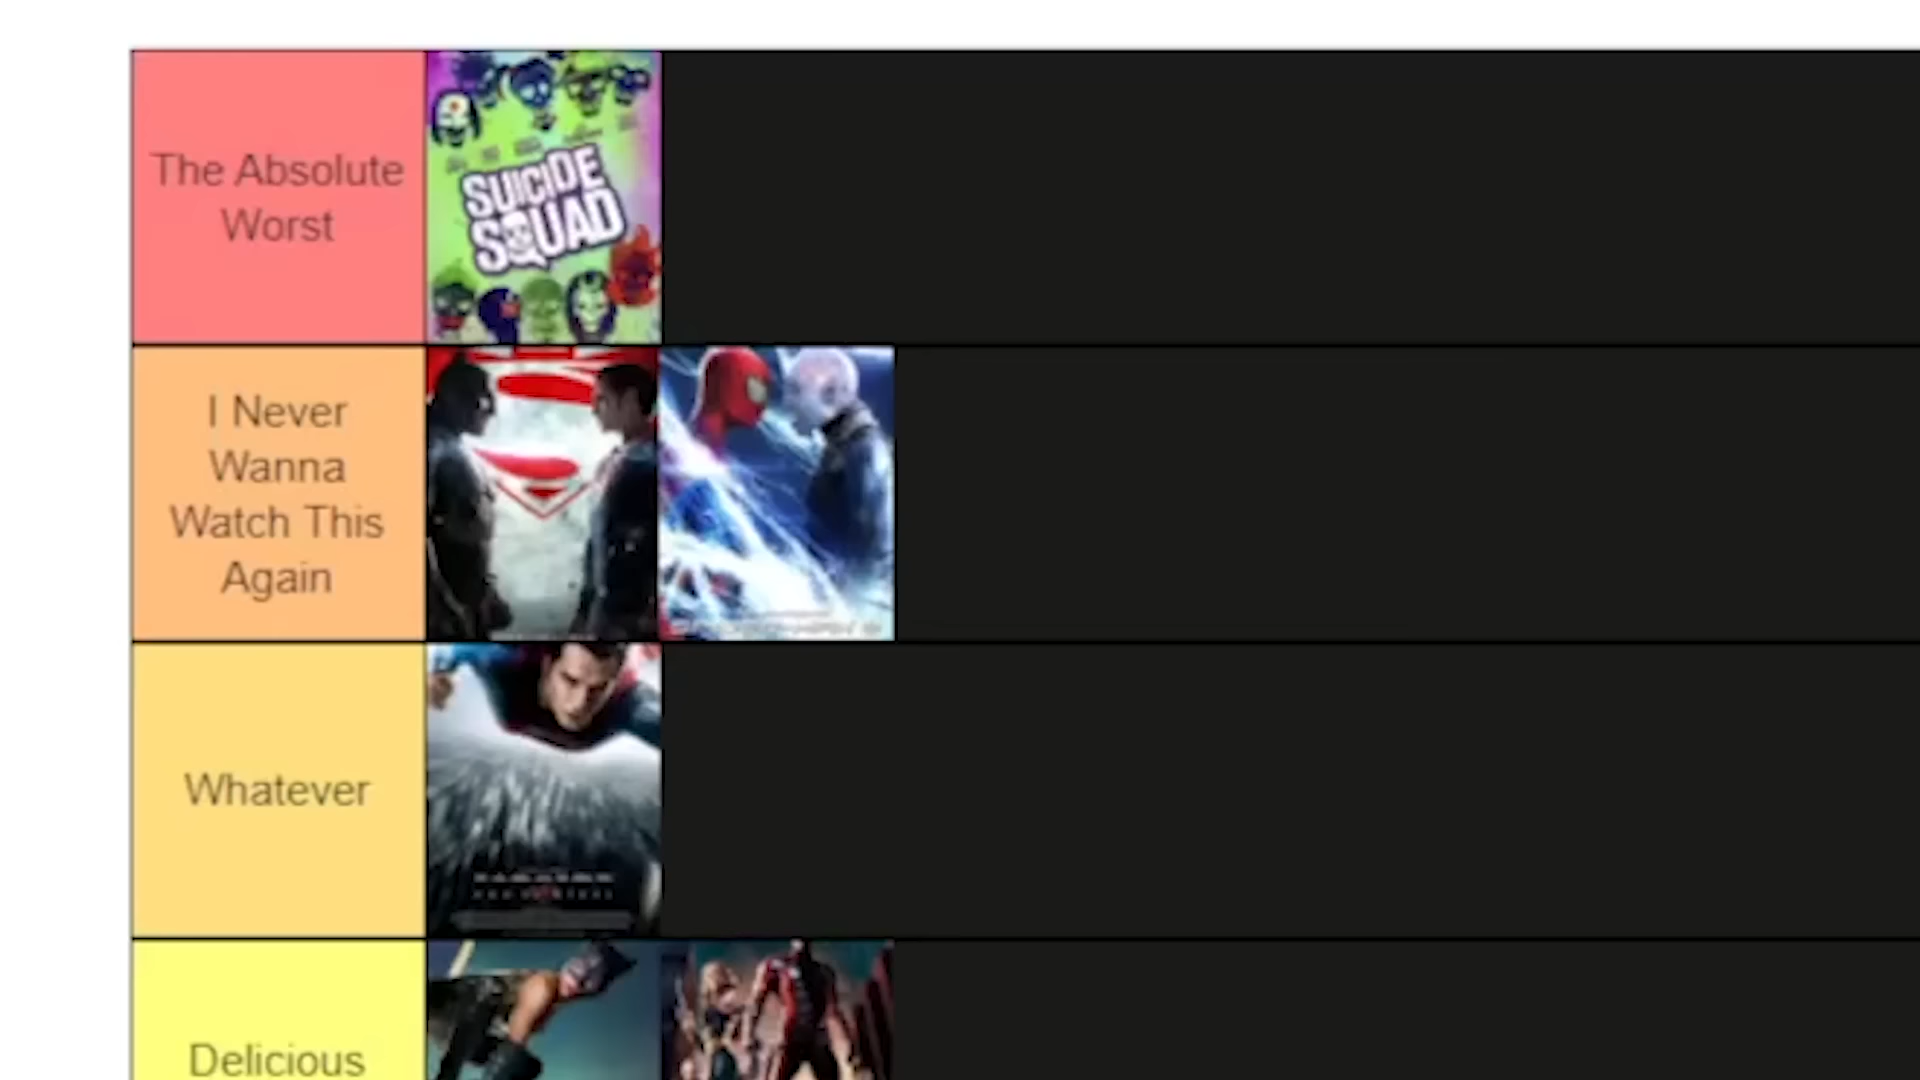 The Absolute
Worst
SUICIDE
SQUAD
I Never
Wanna
Watch This
Again
Whatever
Delicious